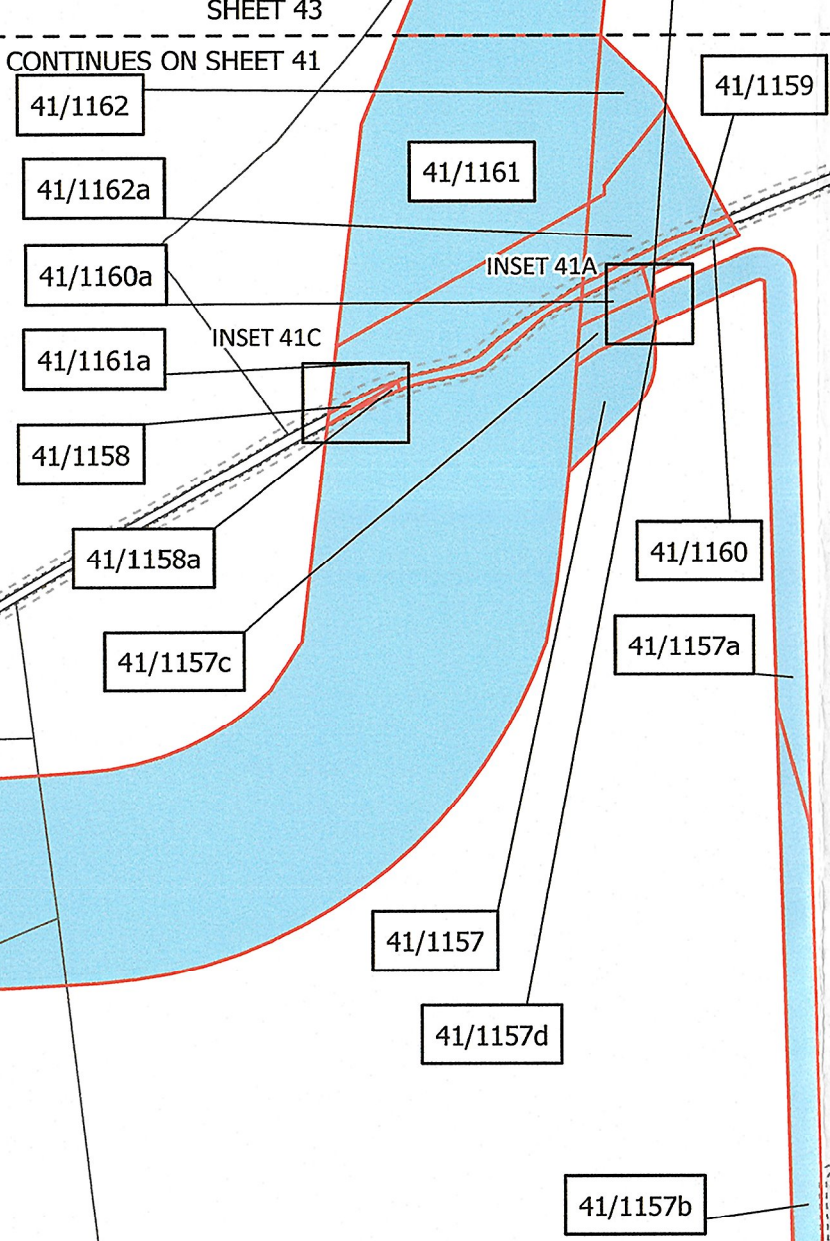 SHEET 43
CONTINUES ON SHEET 41
41/1162
41/1159
41/1161
41/1162a
41/1160a
INSET 41A
INSET 41C
41/1161a
41/1158
41/1158a
41/1160
41/1157c
41/1157a
41/1157
41/1157d
41/1157b